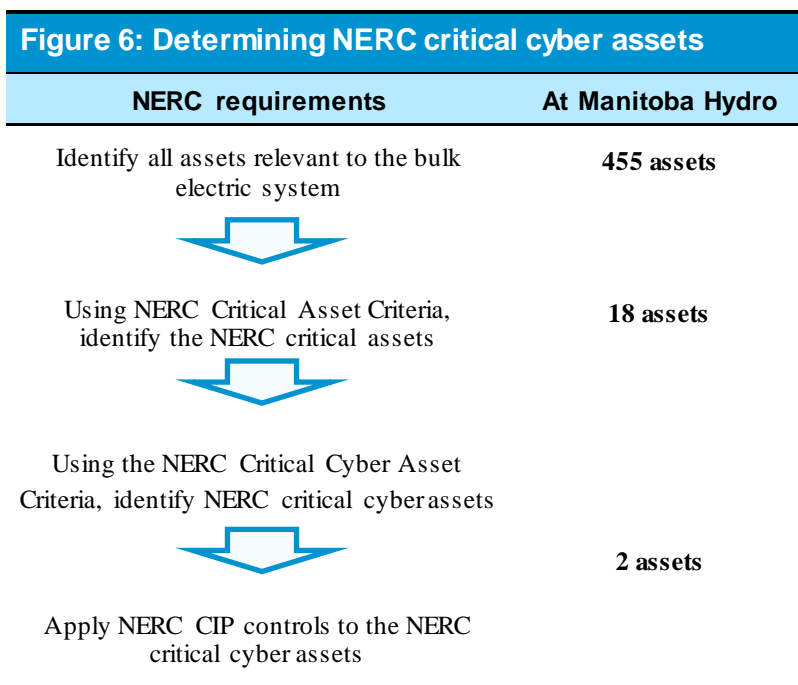 Figure 6: Determining NERC critical cyber assets
NERC requirements At Manitoba Hydro
Identify all assets relevant to the bulk
electric system
455 assets
Using NERC Critical Asset Criteria,
identify the NERC critical assets
18 assets
Using the NERC Critical Cyber Asset
Criteria, identify NERC critical cyber assets
2 assets
Apply NERC CIP controls to the NERC
critical cyber assets